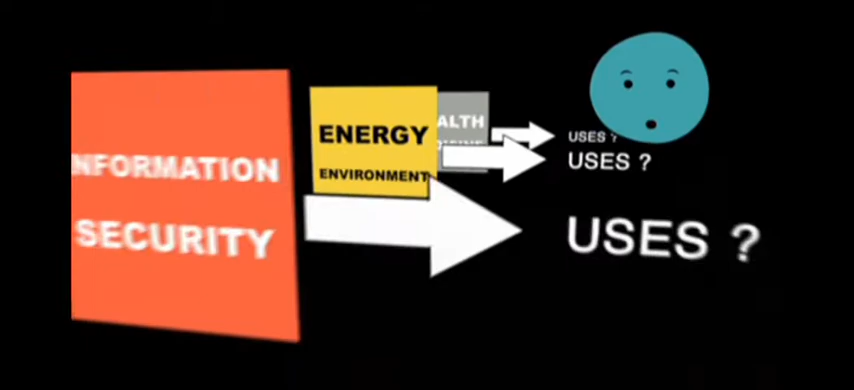 NFORMATION
SECURITY
ENERGY
ENVIRONMENT
ALTH
USES ?
USES ?
USES ?